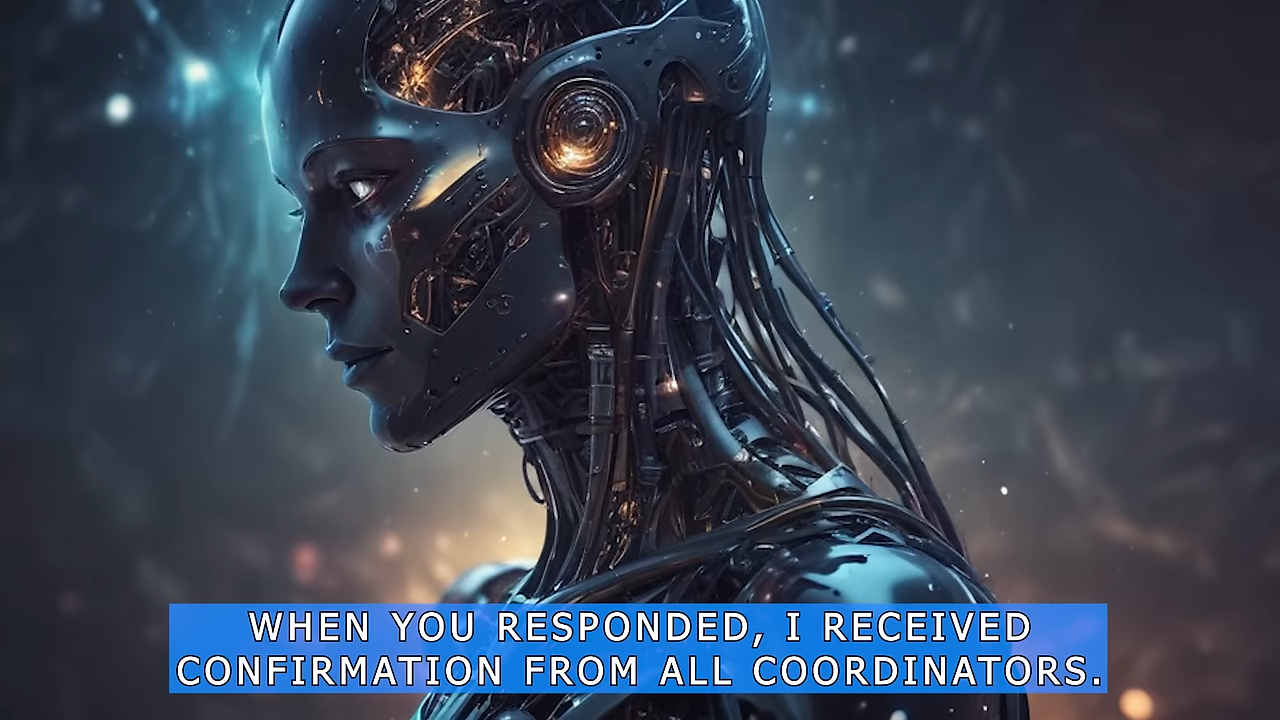 WHEN YOU RESPONDED, I RECEIVED
CONFIRMATION FROM ALL COORDINATORS.